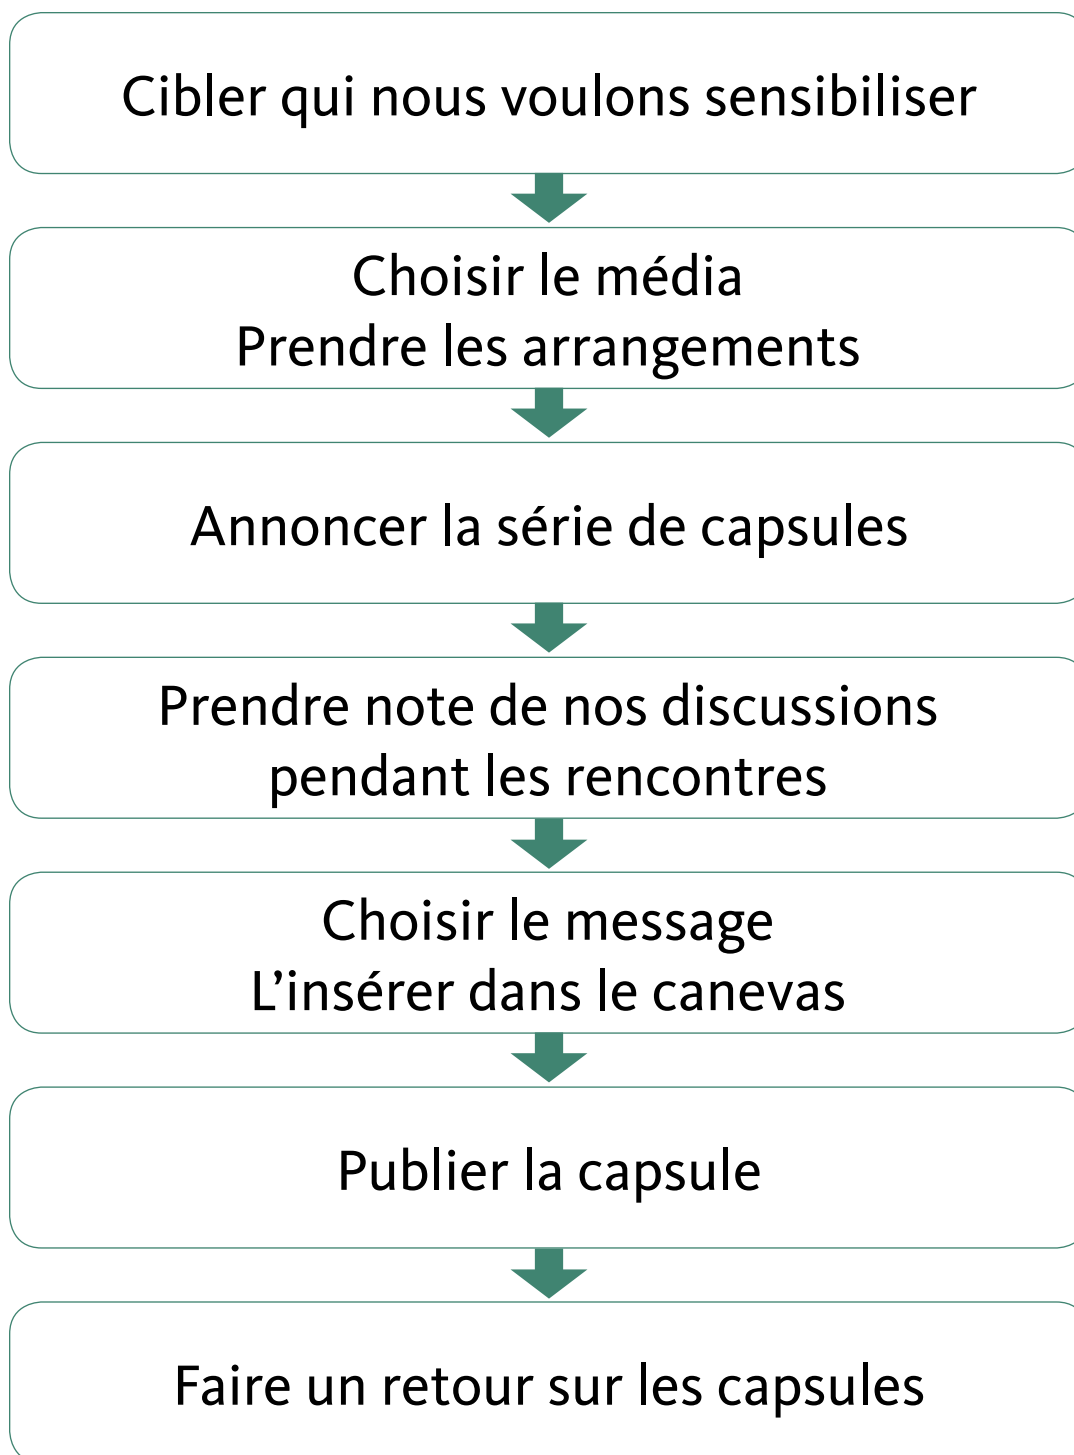 Cibler qui nous voulons sensibiliser
Choisir le média
Prendre les arrangements
Annoncer la série de capsules
Prendre note de nos discussions
pendant les rencontres
Choisir le message
L’insérer dans le canevas
Publier la capsule
Faire un retour sur les capsules